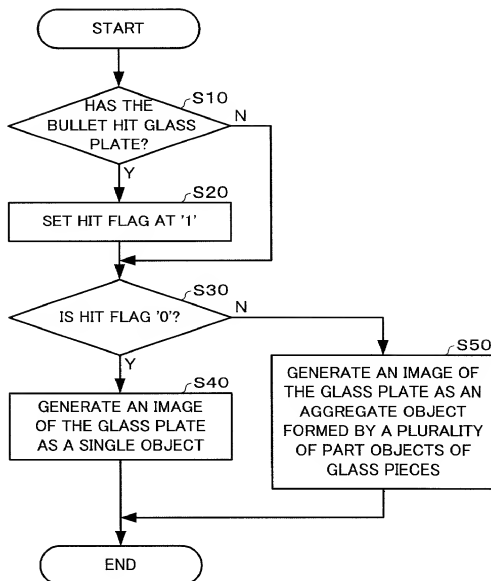 START
S10
HAS THE
BULLET HIT GLASS
PLATE?
N
Y
S20
SET HIT FLAG AT '1'
S30
IS HIT FLAG '0'?
N
Y
S40
GENERATE AN IMAGE
OF THE GLASS PLATE
AS A SINGLE OBJECT
S50
GENERATE AN IMAGE OF
THE GLASS PLATE AS AN
AGGREGATE OBJECT
FORMED BY A PLURALITY
OF PART OBJECTS OF
GLASS PIECES
END